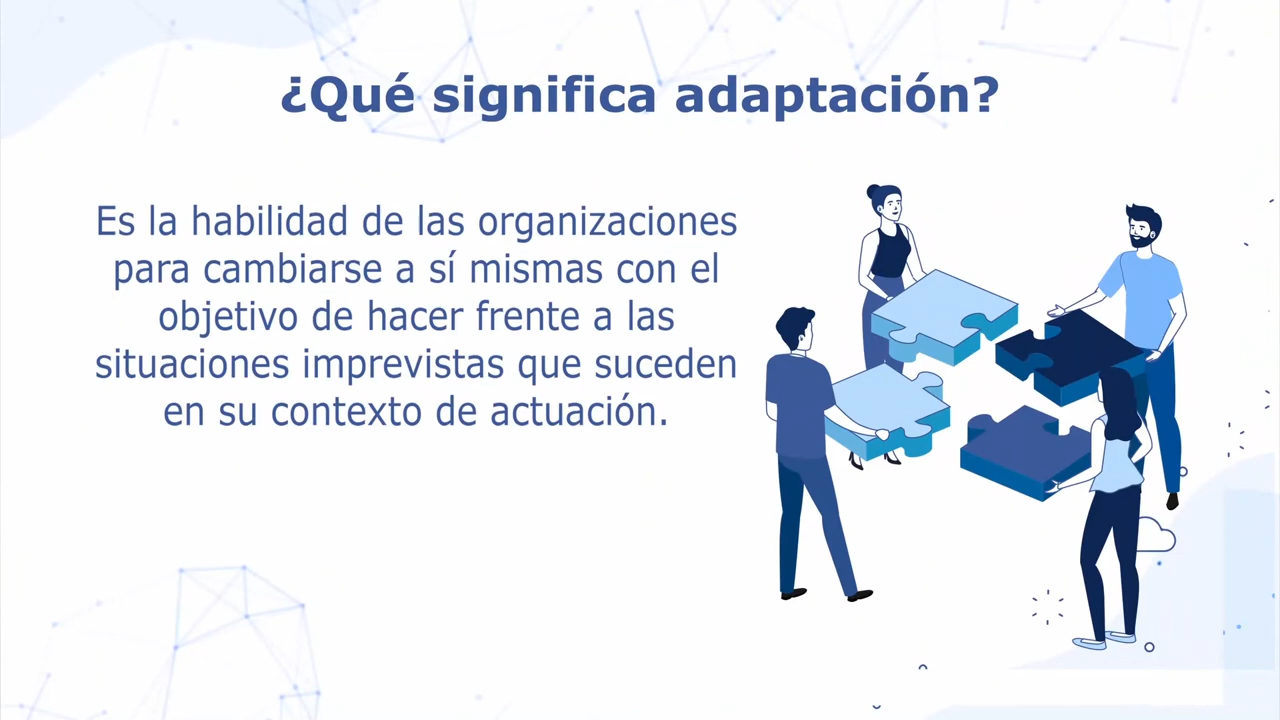 ¿Qué significa adaptación?
Es la habilidad de las organizaciones
para cambiarse a sí mismas con el
objetivo de hacer frente a las
situaciones imprevistas que suceden
en su contexto de actuación.